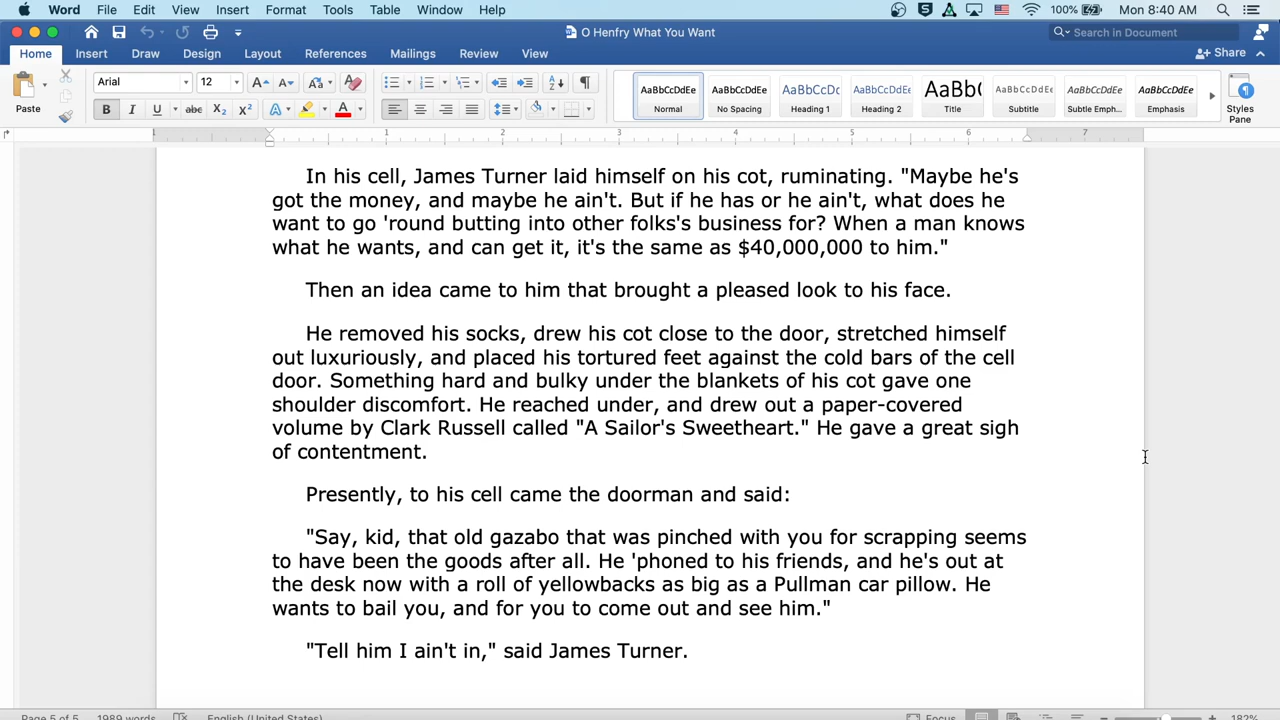 Word File Edit View Insert Format Tools Table Window Help 100% Mon 8:40 AM
O Henfry What You Want Search in Document
Home Insert Draw Design Layout References Mailings Review View Share
Paste Arial 12 A A Aa A
B I U abc X₂ X² A A
AaBbCcDdEe AaBbCcDdEe AaBbCcDc AaBbCcDdEe AaBb( AaBbCcDdEe AaBbCcDdEe AaBbCcDdEe
Normal No Spacing Heading 1 Heading 2 Title Subtitle Subtle Emph... Emphasis Styles Pane
1 1 2 3 4 5 6 7
In his cell, James Turner laid himself on his cot, ruminating. "Maybe he's
got the money, and maybe he ain't. But if he has or he ain't, what does he
want to go 'round butting into other folks's business for? When a man knows
what he wants, and can get it, it's the same as $40,000,000 to him."
Then an idea came to him that brought a pleased look to his face.
He removed his socks, drew his cot close to the door, stretched himself
out luxuriously, and placed his tortured feet against the cold bars of the cell
door. Something hard and bulky under the blankets of his cot gave one
shoulder discomfort. He reached under, and drew out a paper-covered
volume by Clark Russell called "A Sailor's Sweetheart." He gave a great sigh
of contentment.
Presently, to his cell came the doorman and said:
"Say, kid, that old gazabo that was pinched with you for scrapping seems
to have been the goods after all. He 'phoned to his friends, and he's out at
the desk now with a roll of yellowbacks as big as a Pullman car pillow. He
wants to bail you, and for you to come out and see him."
"Tell him I ain't in," said James Turner.
Page 5 of 5 1989 words English (United States) Focus 182%